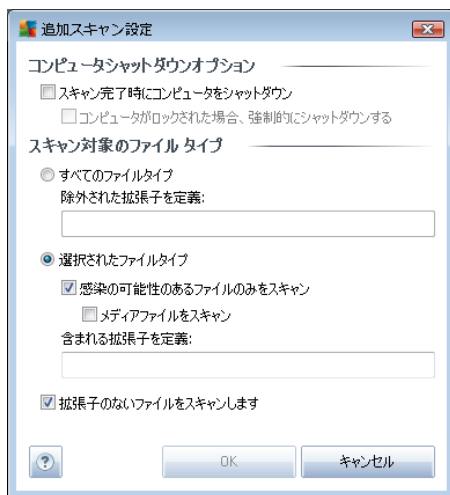 追加スキャン設定
コンピュータシャットダウンオプション
スキャン完了時にコンピュータをシャットダウン
コンピュータがロックされた場合、強制的にシャットダウンする
スキャン対象のファイル タイプ
すべてのファイルタイプ
除外された拡張子を定義:
選択されたファイルタイプ
感染の可能性のあるファイルのみをスキャン
メディアファイルをスキャン
含まれる拡張子を定義:
拡張子のないファイルをスキャンします
? OK キャンセル